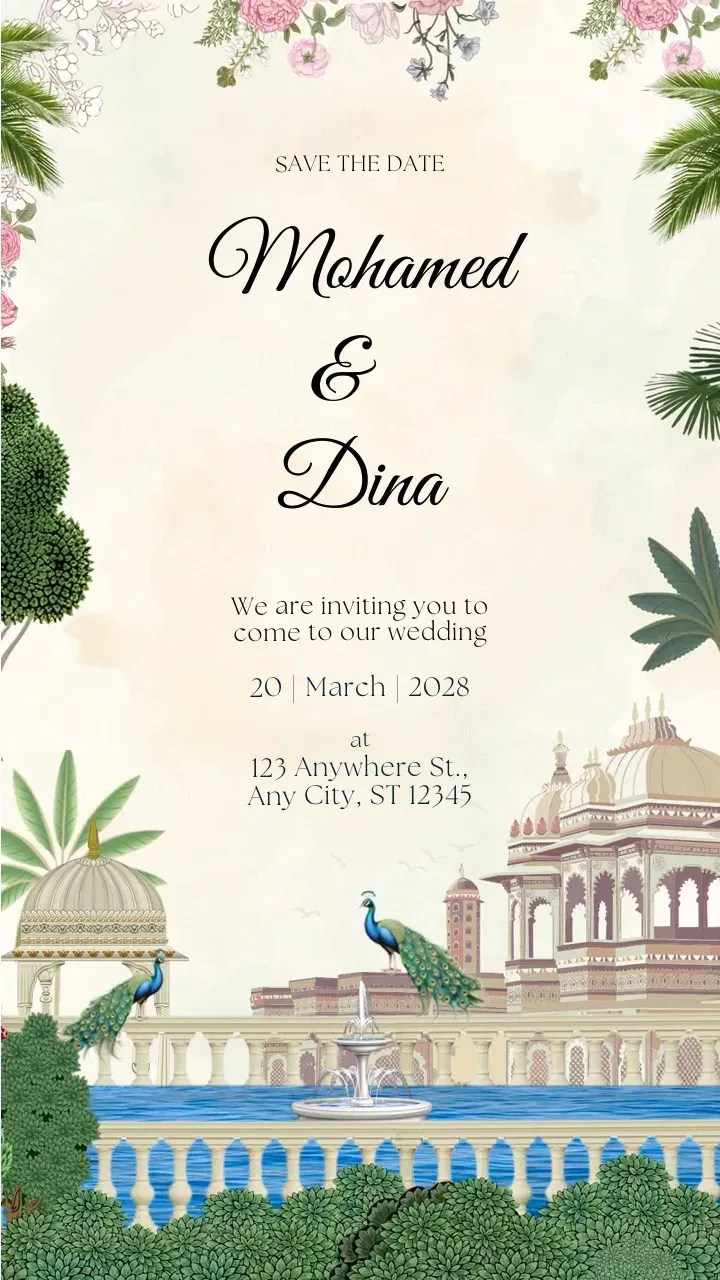 SAVE THE DATE
Mohamed
&
Dina
We are inviting you to
come to our wedding
20 | March | 2028
at
123 Anywhere St.,
Any City, ST 12345